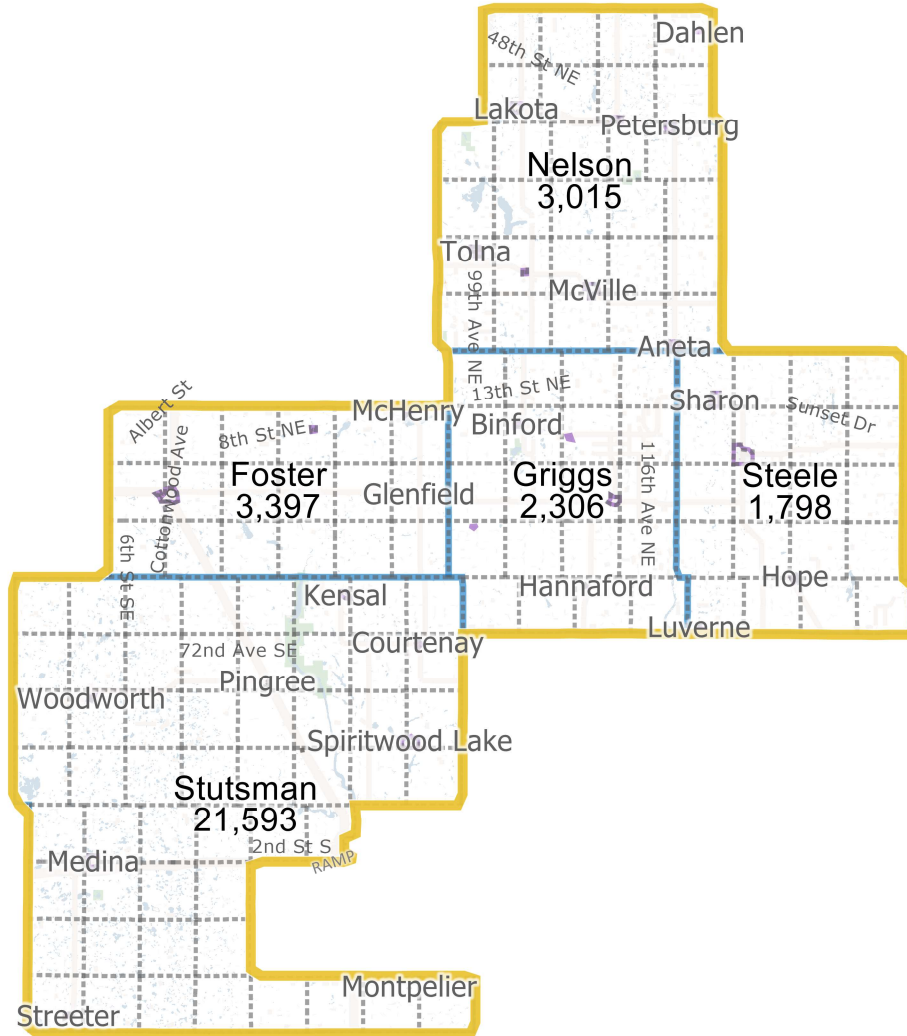 Dahlen
48th St NE
Lakota
Petersburg
Nelson
3,015
Tolna
99th Ave NE
McVille
Aneta
13th St NE
Albert St
McHenry
Sharon
Sunset Dr
Binford
8th St NE
Cottonwood Ave
Foster
3,397
Glenfield
Griggs
2,306
116th Ave NE
Steele
1,798
6th St SE
Kensal
Hannaford
Hope
Luverne
Courtenay
72nd Ave SE
Pingree
Woodworth
Spiritwood Lake
Stutsman
21,593
2nd St S
RAMP
Medina
Montpelier
Streeter